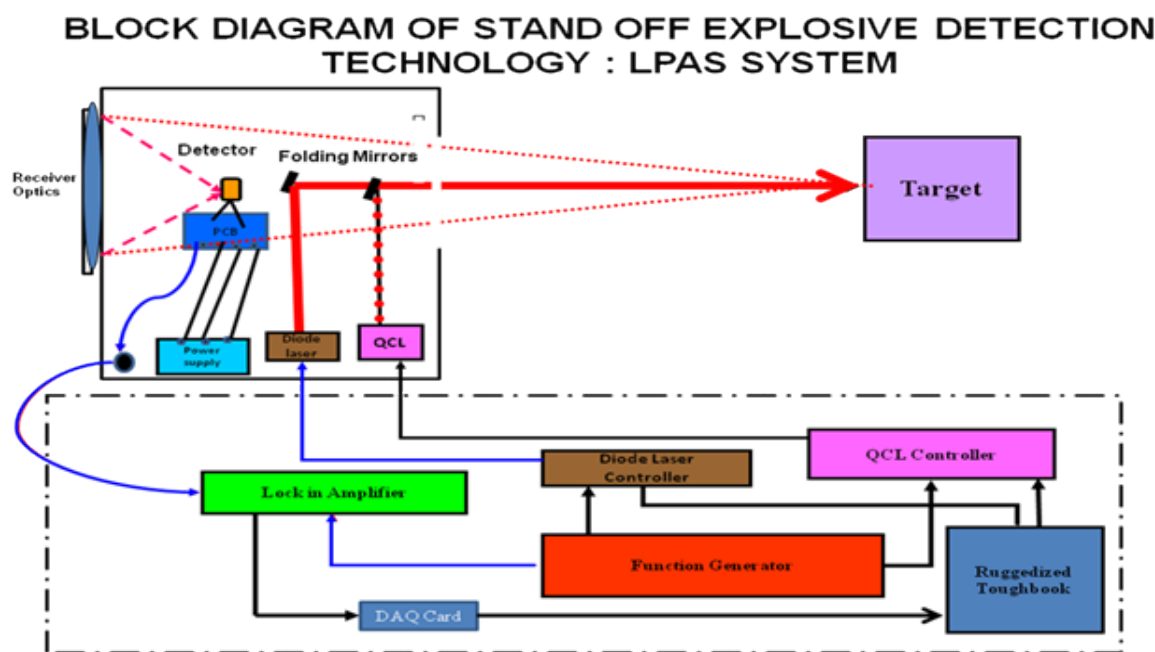 BLOCK DIAGRAM OF STAND OFF EXPLOSIVE DETECTION
TECHNOLOGY : LPAS SYSTEM
Receiver
Optics
Detector
Folding Mirrors
Target
PCB
Power
supply
Diode
laser
QCL
Diode Laser
Controller
QCL Controller
Lock in Amplifier
Function Generator
Ruggedized
Toughbook
DAQ Card